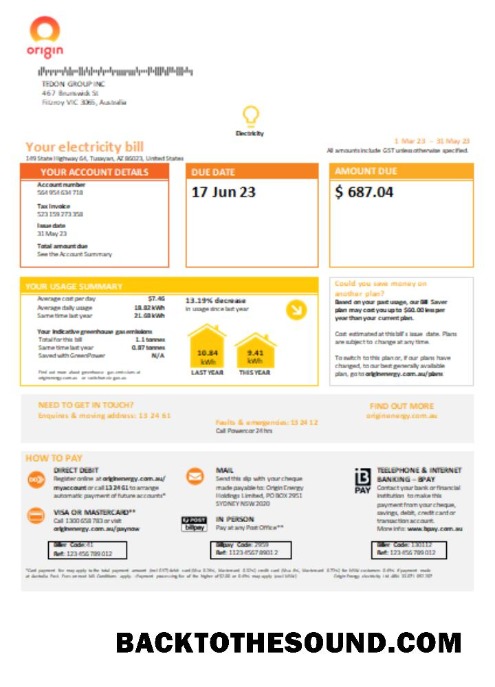 origin
TEDON GROUP INC
467 Brunswick St
Fitzroy VIC 3065, Australia
Electricity
Your electricity bill
149 State Highway 64, Tusayan, AZ 86023, United States
1 Mar 23 – 31 May 23
All amounts include GST unless otherwise specified.
YOUR ACCOUNT DETAILS
Account number
564 954 634 718
Tax Invoice
523 159 273 358
Issue date
31 May 23
Total amount due
See the Account Summary
DUE DATE
17 Jun 23
AMOUNT DUE
$ 687.04
YOUR USAGE SUMMARY
Average cost per day $7.46
Average daily usage 18.82 kWh
Same time last year 21.68 kWh
Your indicative greenhouse gas emissions
Total for this bill 1.1 tonnes
Same time last year 0.87 tonnes
Saved with GreenPower N/A
Find out more about greenhouse gas emissions at
originenergy.com.au or
13.19% decrease
in usage since last year
10.84
kWh
LAST YEAR
9.41
kWh
THIS YEAR
Could you save money on
another plan?
Based on your past usage, our Bill Saver
plan may cost you up to $60.00 less per
year than your current plan.
Cost estimated at this bill's issue date. Plans
are subject to change at any time.
To switch to this plan or, if our plans have
changed, to our best generally available
plan, go to originenergy.com.au/plans
NEED TO GET IN TOUCH?
Enquires & moving address: 13 24 61
Faults & emergencies: 13 24 12
Call Powercor 24 hrs
FIND OUT MORE
originenergy.com.au
HOW TO PAY
DIRECT DEBIT
Register online at originenergy.com.au/
myaccount or call 13 24 61 to arrange
automatic payment of future accounts*
VISA OR MASTERCARD**
Call 1300 658 783 or visit
originenergy.com.au/paynow
Biller Code: 41
Ref: 123 456 789 012
MAIL
Send this slip with your cheque
made payable to: Origin Energy
Holdings Limited, PO BOX 2951
SYDNEY NSW 2020
POST
billpay
IN PERSON
Pay at any Post Office**
Billpay Code: 2959
Ref: 1123 4567 8901 2
B
PAY
TEELEPHONE & INTERNET
BANKING – BPAY
Contact your bank or financial
institution to make this
payment from your cheque,
savings, debit, credit card or
transaction account.
More info: www.bpay.com.au
Biller Code: 130112
Ref: 123 456 789 012
BACKTOTHESOUND.COM